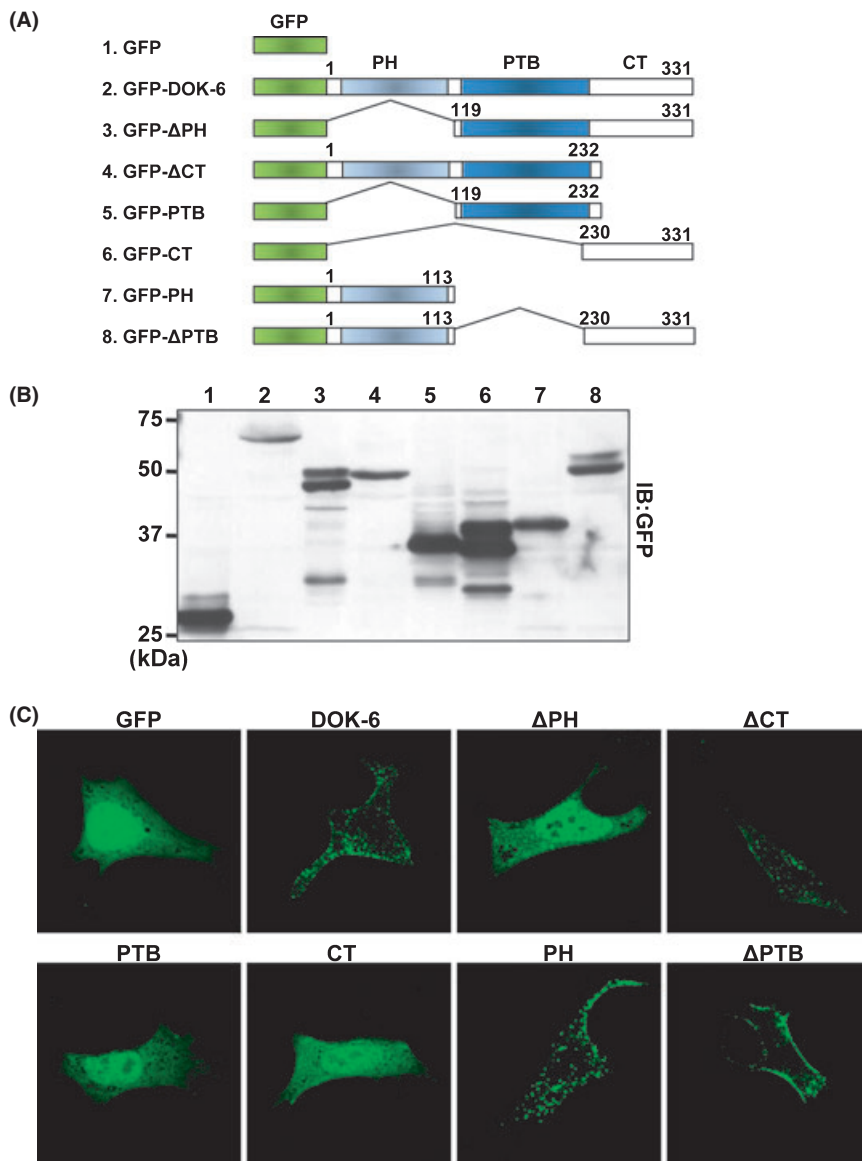 (A)
GFP
1. GFP
1 PH PTB CT 331
2. GFP-DOK-6
119 331
3. GFP-ΔPH
1 232
4. GFP-ΔCT
119 232
5. GFP-PTB
230 331
6. GFP-CT
1 113
7. GFP-PH
1 113 230 331
8. GFP-ΔPTB
(B)
1 2 3 4 5 6 7 8
75
50
37
25
(kDa)
IB:GFP
(C)
GFP DOK-6 ΔPH ΔCT
PTB CT PH ΔPTB